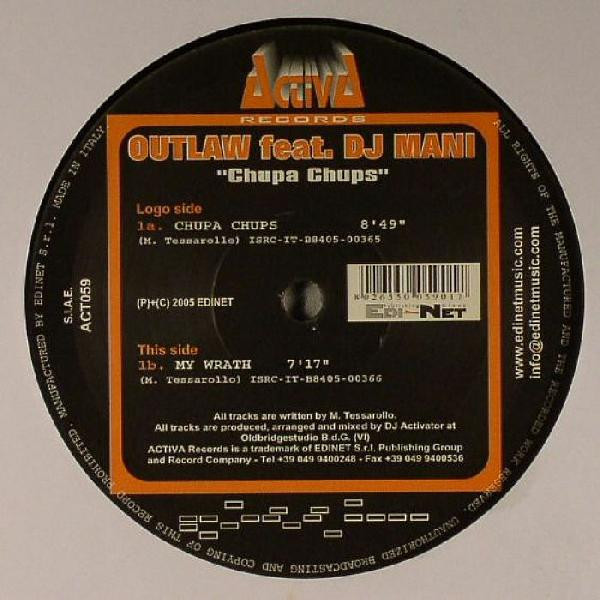 ACTIVA
RECORDS
OUTLAW feat. DJ MANI
"Chupa Chups"
Logo side
1a. CHUPA CHUPS 8'49"
(M. Tessarollo) ISRC-IT-B8405-00365
(P)+(C) 2005 EDINET
EDI-NET
This side
1b. MY WRATH 7'17"
(M. Tessarollo) ISRC-IT-B8405-00366
All tracks are written by M. Tessarollo.
All tracks are produced, arranged and mixed by DJ Activator at
Oldbridgestudio B.d.G. (VI)
ACTIVA Records is a trademark of EDINET S.r.l. Publishing Group
and Record Company - Tel +39 049 9400248 - Fax +39 049 9400536
S.I.A.E.
ACT059
www.edinetmusic.com
info@edinetmusic.com
ALL RIGHTS OF THE MANUFACTURED AND THE RECORDED WORK RESERVED. UNAUTHORIZED BROADCASTING AND COPYING OF THIS RECORD PROHIBITED. MANUFACTURED BY EDINET S.r.l. MADE IN ITALY